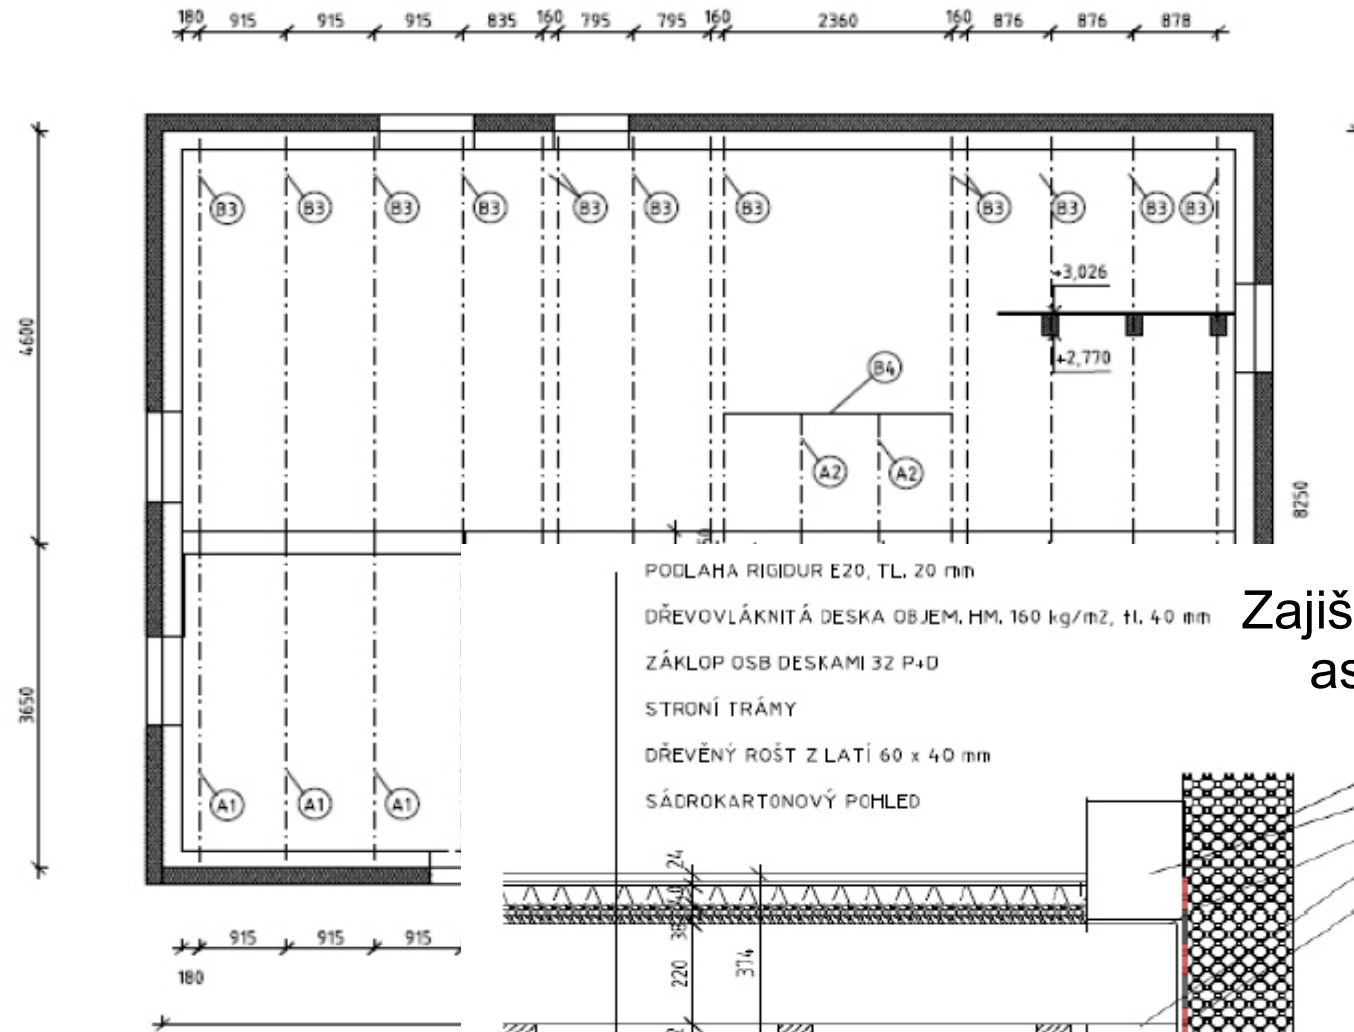 180 915 915 915 835 160 795 795 160 2360 160 876 876 878
B3 B3 B3 B3 B3 B3 B3 B3 B3 B3 B3
+3,026
4600
+2,770
B4
A2 A2
8250
PODLAHA RIGIDUR E20, TL. 20 mm
DŘEVOVLÁKNITÁ DESKA OBJEM. HM. 160 kg/m2, tl. 40 mm
Zajiš
ZÁKLOP OSB DESKAMI 32 P+D
as
3650
STRONÍ TRÁMY
DŘEVĚNÝ ROŠT Z LATÍ 60 x 40 mm
SÁDROKARTONOVÝ POHLED
A1 A1 A1
24
40
38
915 915 915
220 374
180